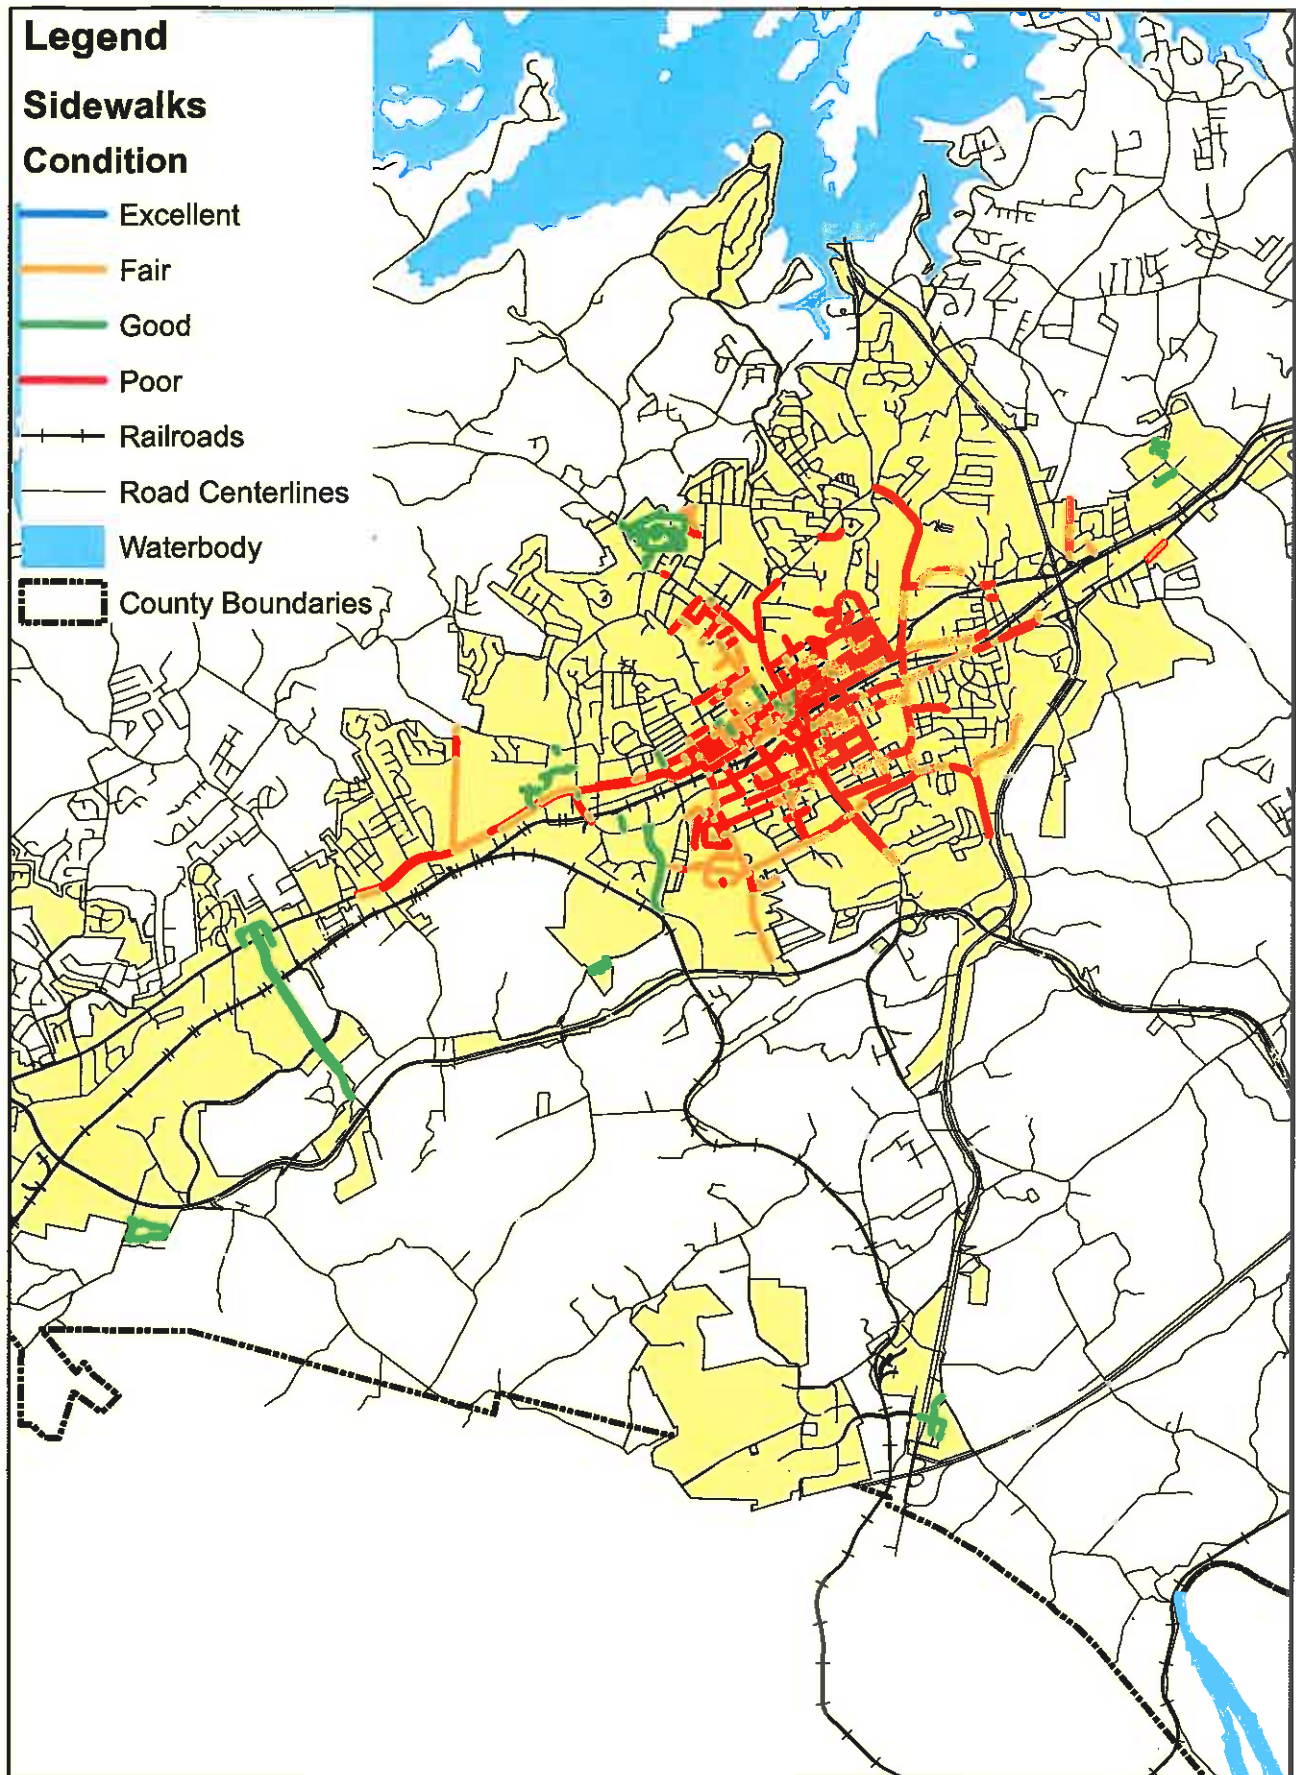 Legend
Sidewalks
Condition
Excellent
Fair
Good
Poor
Railroads
Road Centerlines
Waterbody
County Boundaries